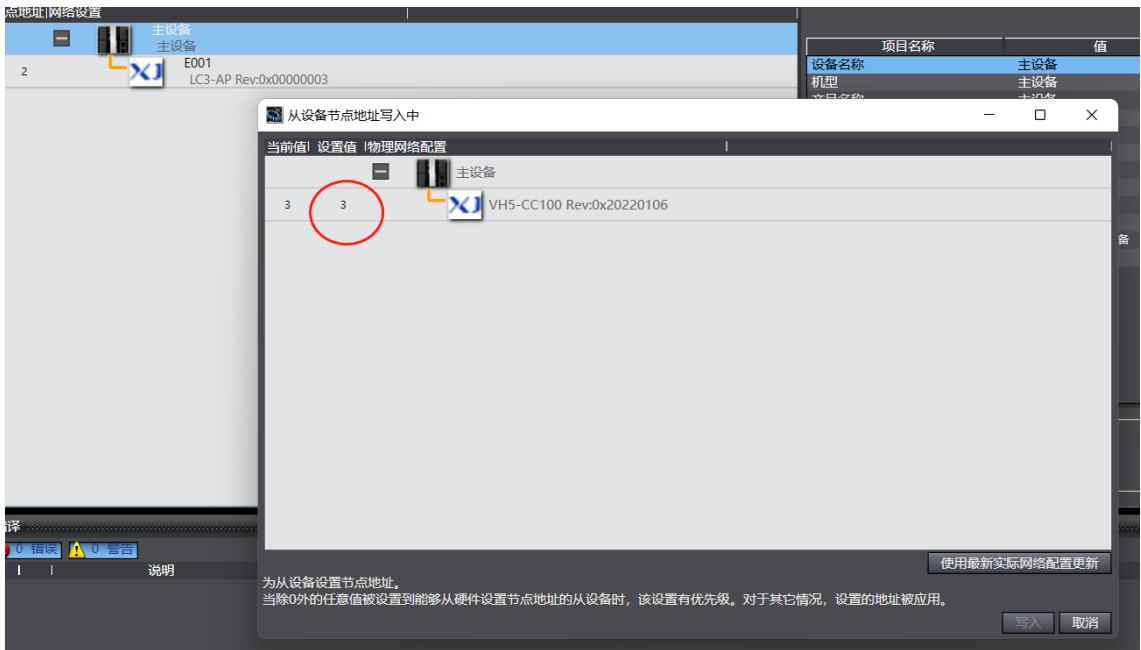 点地址 网络设置
主设备
主设备
2
E001
LC3-AP Rev:0x00000003
项目名称 值
设备名称 主设备
机型 主设备
从设备节点地址写入中
当前值 设置值 物理网络配置
主设备
3 3 VH5-CC100 Rev:0x20220106
备
译
0 错误 0 警告
说明
使用最新实际网络配置更新
为从设备设置节点地址。
当除0外的任意值被设置到能够从硬件设置节点地址的从设备时，该设置有优先级。对于其它情况，设置的地址被应用。
写入 取消